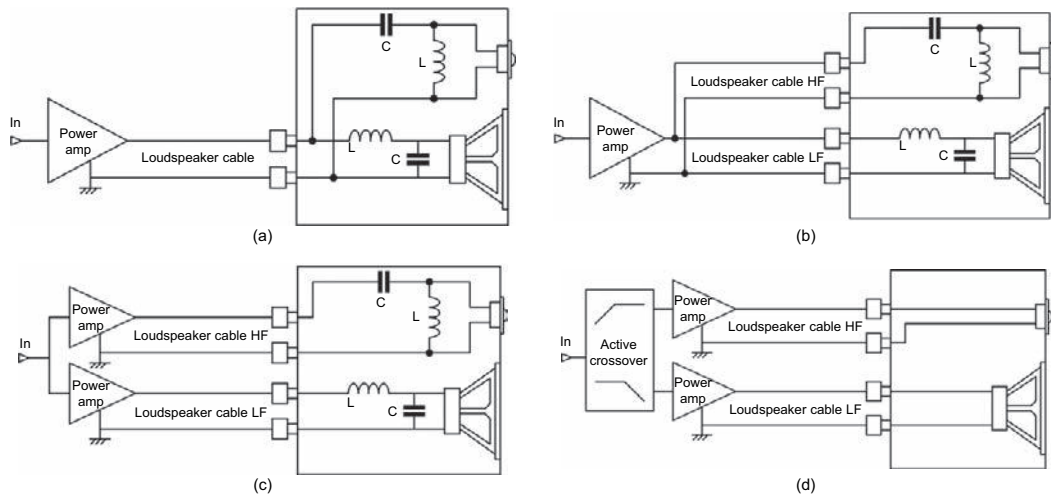 C
L
In
Power
amp
Loudspeaker cable
L
C
(a)
C
L
Loudspeaker cable HF
In
Power
amp
Loudspeaker cable LF
L
C
(b)
C
Power
amp
L
Loudspeaker cable HF
In
Power
amp
Loudspeaker cable LF
L
C
(c)
Power
amp
Loudspeaker cable HF
In
Active
crossover
Power
amp
Loudspeaker cable LF
(d)